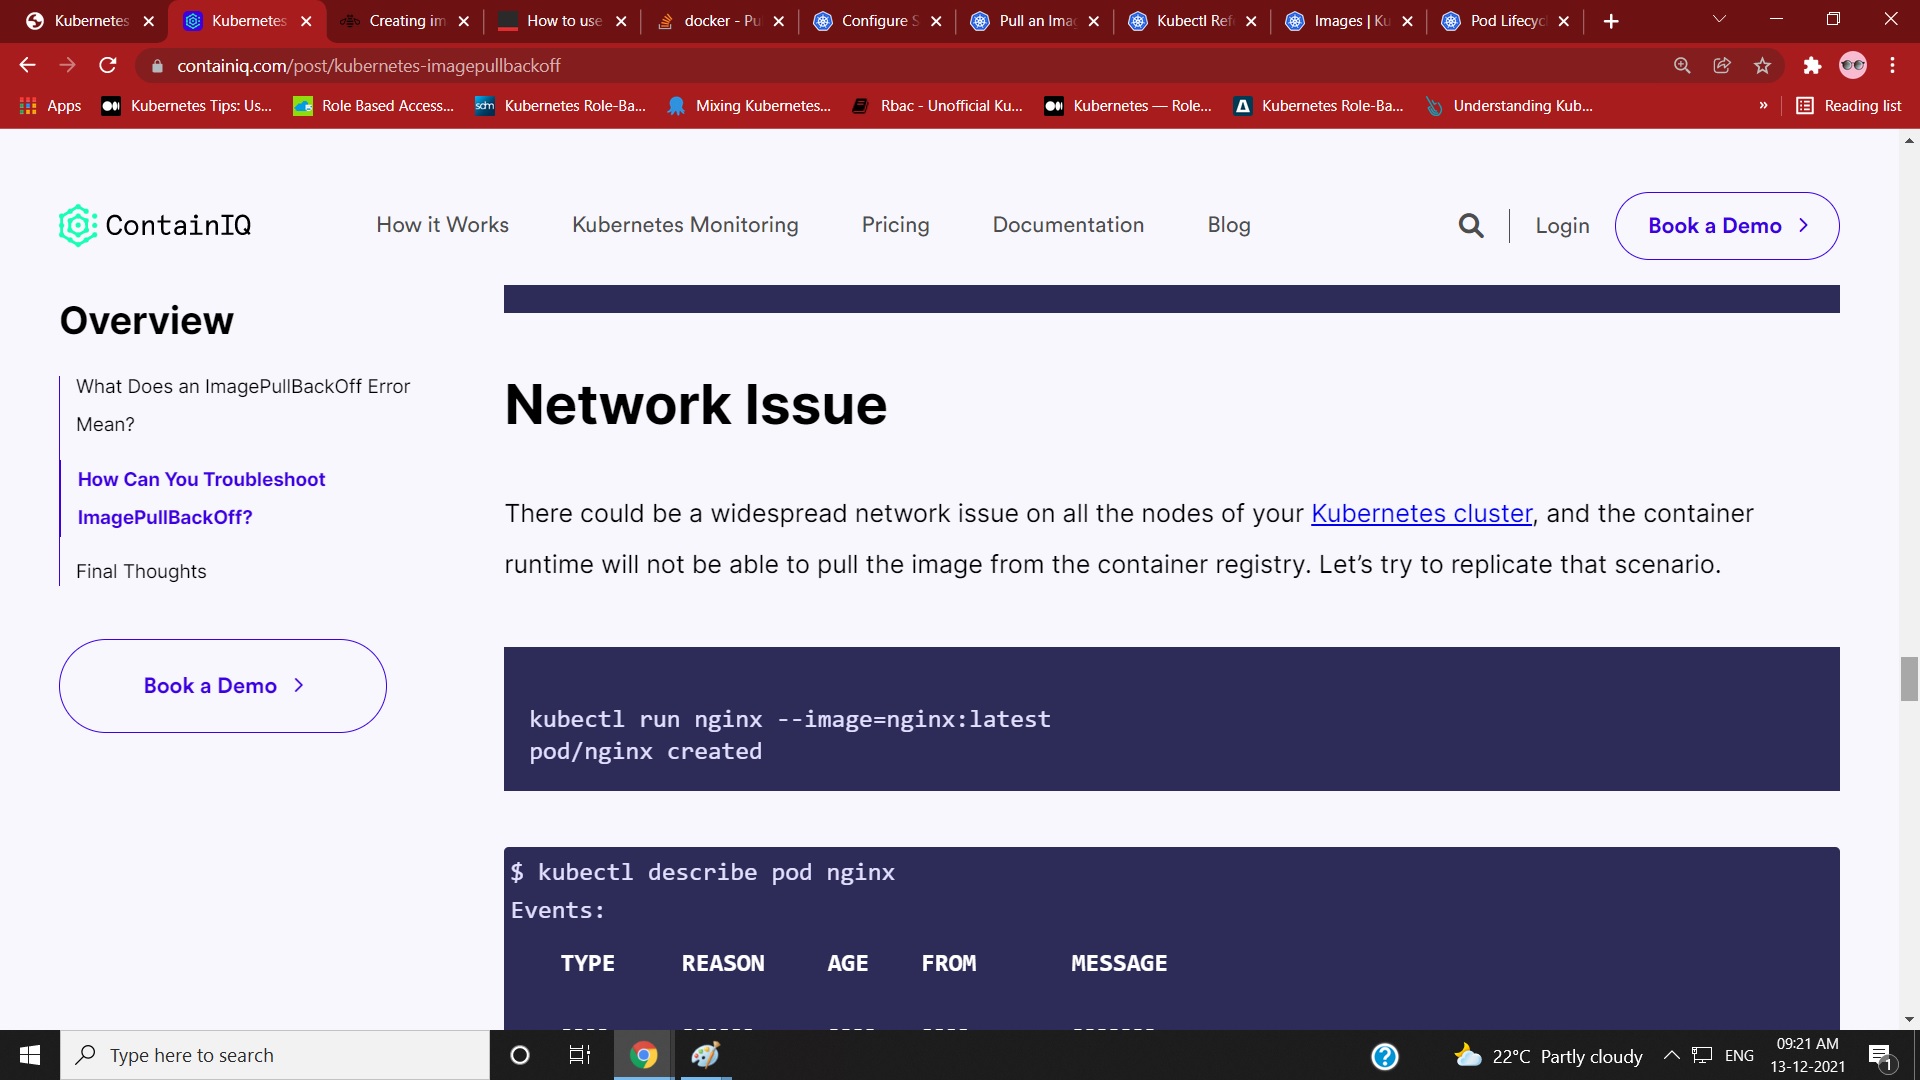 Kubernetes
Kubernetes
Creating im
How to use
docker - Pu
Configure S
Pull an Imag
Kubectl Ref
Images | Ku
Pod Lifecyc
containiq.com/post/kubernetes-imagepullbackoff
Apps
Kubernetes Tips: Us...
Role Based Access...
sdm
Kubernetes Role-Ba...
Mixing Kubernetes...
Rbac - Unofficial Ku...
Kubernetes — Role...
Kubernetes Role-Ba...
Understanding Kub...
»
Reading list
ContainIQ
How it Works
Kubernetes Monitoring
Pricing
Documentation
Blog
Login
Book a Demo
Overview
What Does an ImagePullBackOff Error
Mean?
How Can You Troubleshoot
ImagePullBackOff?
Final Thoughts
Book a Demo
Network Issue
There could be a widespread network issue on all the nodes of your Kubernetes cluster, and the container
runtime will not be able to pull the image from the container registry. Let’s try to replicate that scenario.
kubectl run nginx --image=nginx:latest
pod/nginx created
$ kubectl describe pod nginx
Events:
TYPE REASON AGE FROM MESSAGE
---- ------ ---- ---- -------
Type here to search
22°C Partly cloudy
ENG
09:21 AM
13-12-2021
1